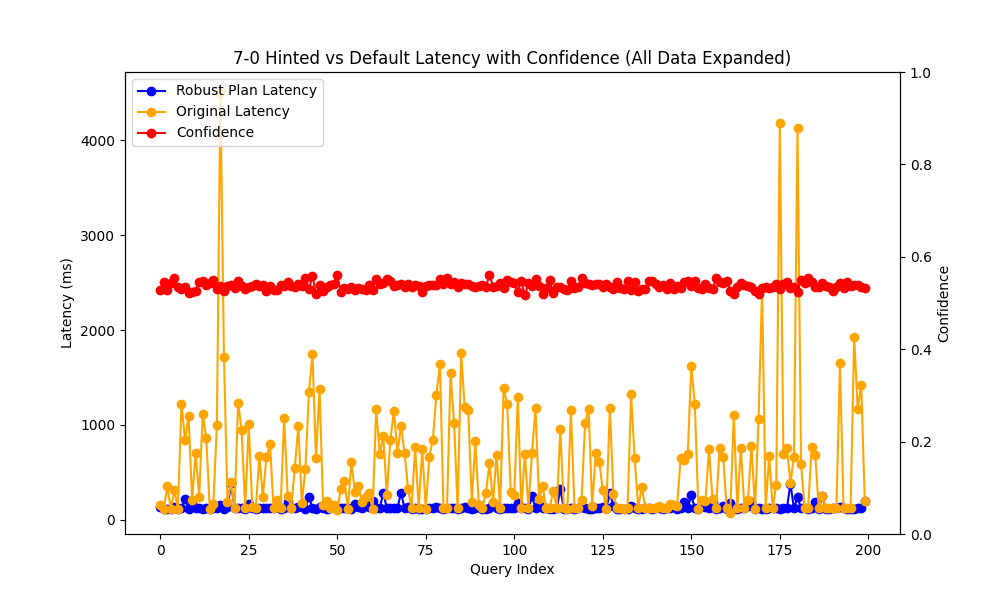 7-0 Hinted vs Default Latency with Confidence (All Data Expanded)
Robust Plan Latency
Original Latency
Confidence
Latency (ms)
4000
3000
2000
1000
0
1.0
0.8
0.6
0.4
0.2
0.0
Confidence
0
25
50
75
100
125
150
175
200
Query Index